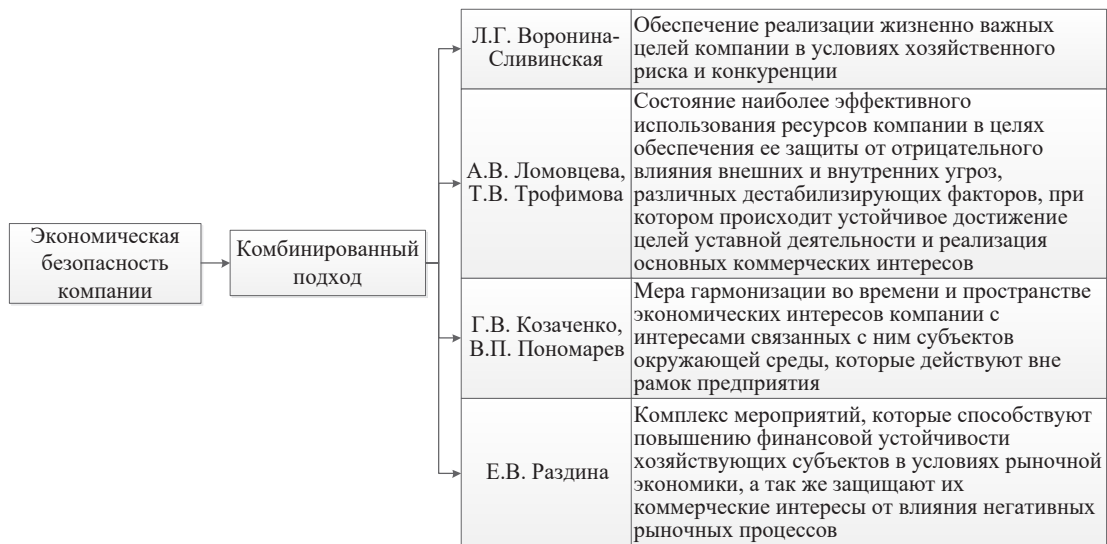 Экономическая
безопасность
компании
Комбинированный
подход
Л.Г. Воронина-
Сливинская
Обеспечение реализации жизненно важных
целей компании в условиях хозяйственного
риска и конкуренции
А.В. Ломовцева,
Т.В. Трофимова
Состояние наиболее эффективного
использования ресурсов компании в целях
обеспечения ее защиты от отрицательного
влияния внешних и внутренних угроз,
различных дестабилизирующих факторов, при
котором происходит устойчивое достижение
целей уставной деятельности и реализация
основных коммерческих интересов
Г.В. Козаченко,
В.П. Пономарев
Мера гармонизации во времени и пространстве
экономических интересов компании с
интересами связанных с ним субъектов
окружающей среды, которые действуют вне
рамок предприятия
Е.В. Раздина
Комплекс мероприятий, которые способствуют
повышению финансовой устойчивости
хозяйствующих субъектов в условиях рыночной
экономики, а так же защищают их
коммерческие интересы от влияния негативных
рыночных процессов